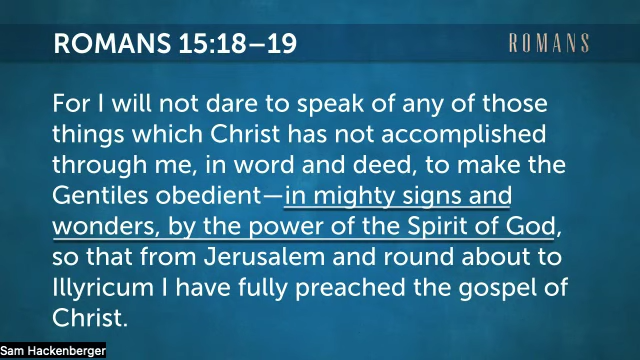 ROMANS 15:18–19
ROMANS
For I will not dare to speak of any of those
things which Christ has not accomplished
through me, in word and deed, to make the
Gentiles obedient—in mighty signs and
wonders, by the power of the Spirit of God,
so that from Jerusalem and round about to
Illyricum I have fully preached the gospel of
Christ.
Sam Hackenberger